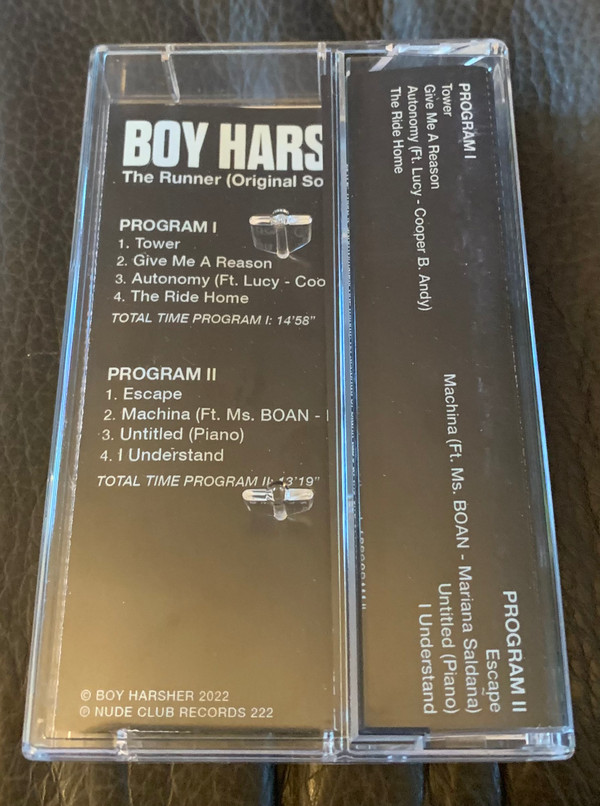 BOY HARS
The Runner (Original So
PROGRAM I
1. Tower
2. Give Me A Reason
3. Autonomy (Ft. Lucy - Coo
4. The Ride Home
TOTAL TIME PROGRAM I: 14'58"
PROGRAM II
1. Escape
2. Machina (Ft. Ms. BOAN -
3. Untitled (Piano)
4. I Understand
TOTAL TIME PROGRAM II: 13'19"
© BOY HARSHER 2022
℗ NUDE CLUB RECORDS 222
PROGRAM I
Tower
Give Me A Reason
Autonomy (Ft. Lucy - Cooper B. Andy)
The Ride Home
PROGRAM II
Escape
Machina (Ft. Ms. BOAN - Mariana Saldana)
Untitled (Piano)
I Understand